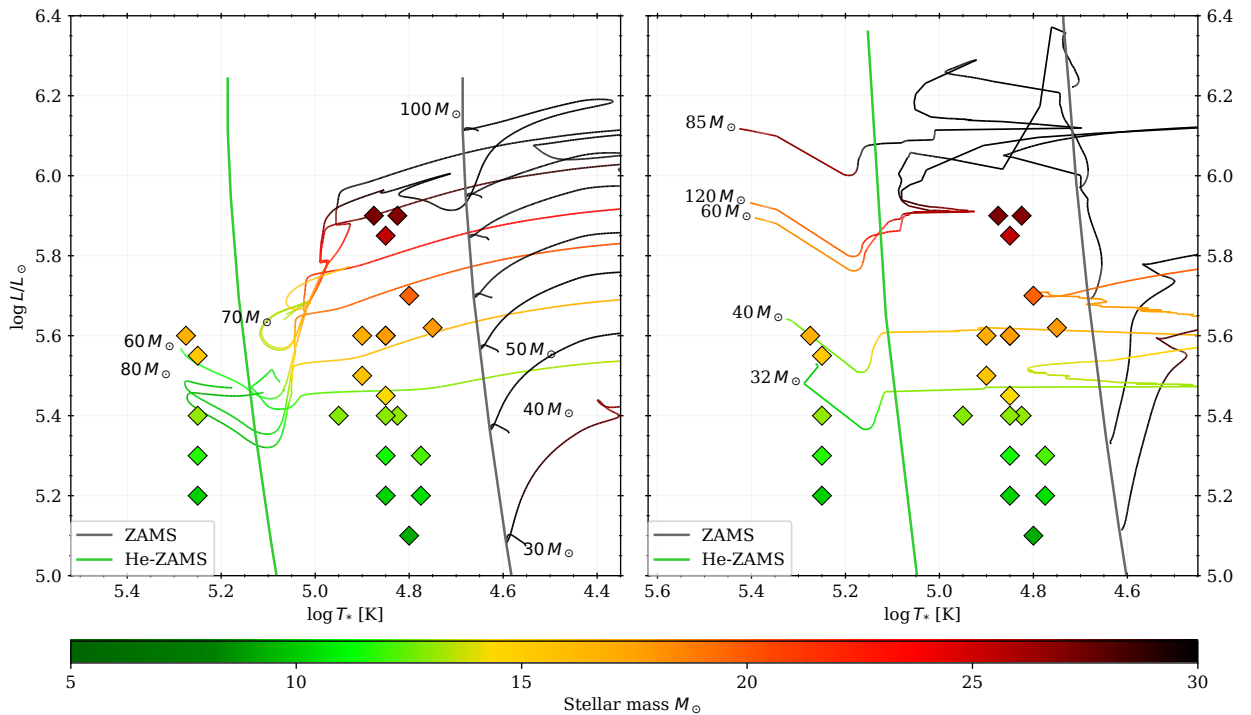 6.4
6.2
6.0
5.8
5.6
5.4
5.2
5.0
log L/L⊙
100 M⊙
70 M⊙
60 M⊙
80 M⊙
50 M⊙
40 M⊙
30 M⊙
ZAMS
He-ZAMS
5.4
5.2
5.0
4.8
4.6
4.4
log T* [K]
85 M⊙
120 M⊙
60 M⊙
40 M⊙
32 M⊙
ZAMS
He-ZAMS
6.4
6.2
6.0
5.8
5.6
5.4
5.2
5.0
5.6
5.4
5.2
5.0
4.8
4.6
log T* [K]
5
10
15
20
25
30
Stellar mass M⊙